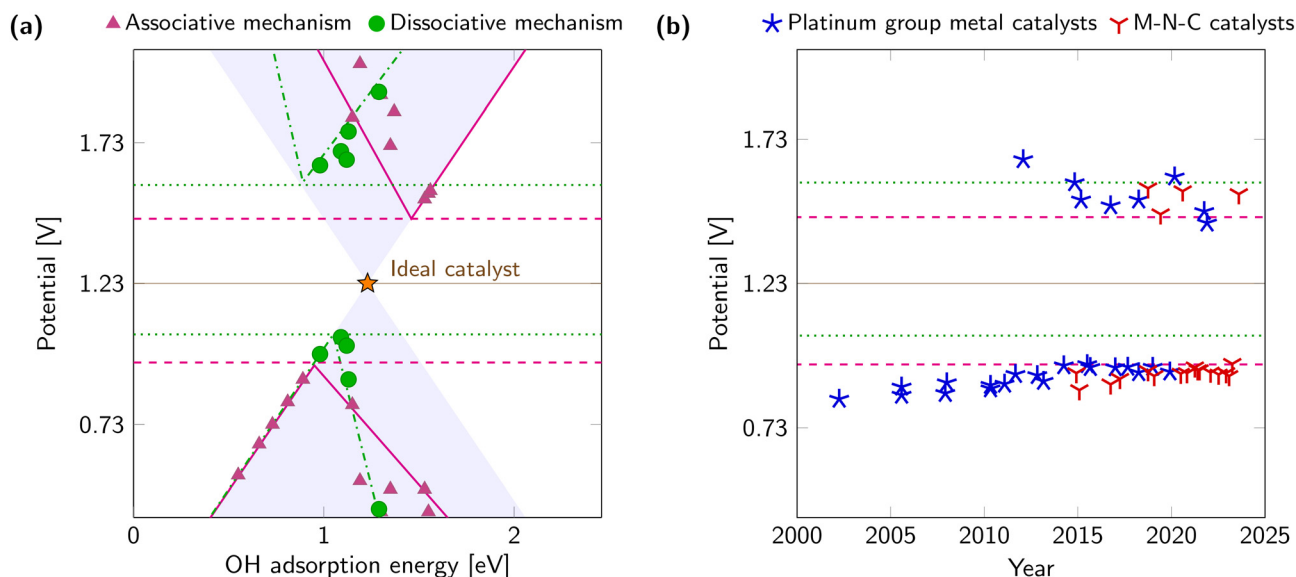 (a)
Associative mechanism
Dissociative mechanism
Potential [V]
1.73
1.23
0.73
Ideal catalyst
0
1
2
OH adsorption energy [eV]
(b)
Platinum group metal catalysts
M-N-C catalysts
Potential [V]
1.73
1.23
0.73
2000
2005
2010
2015
2020
2025
Year